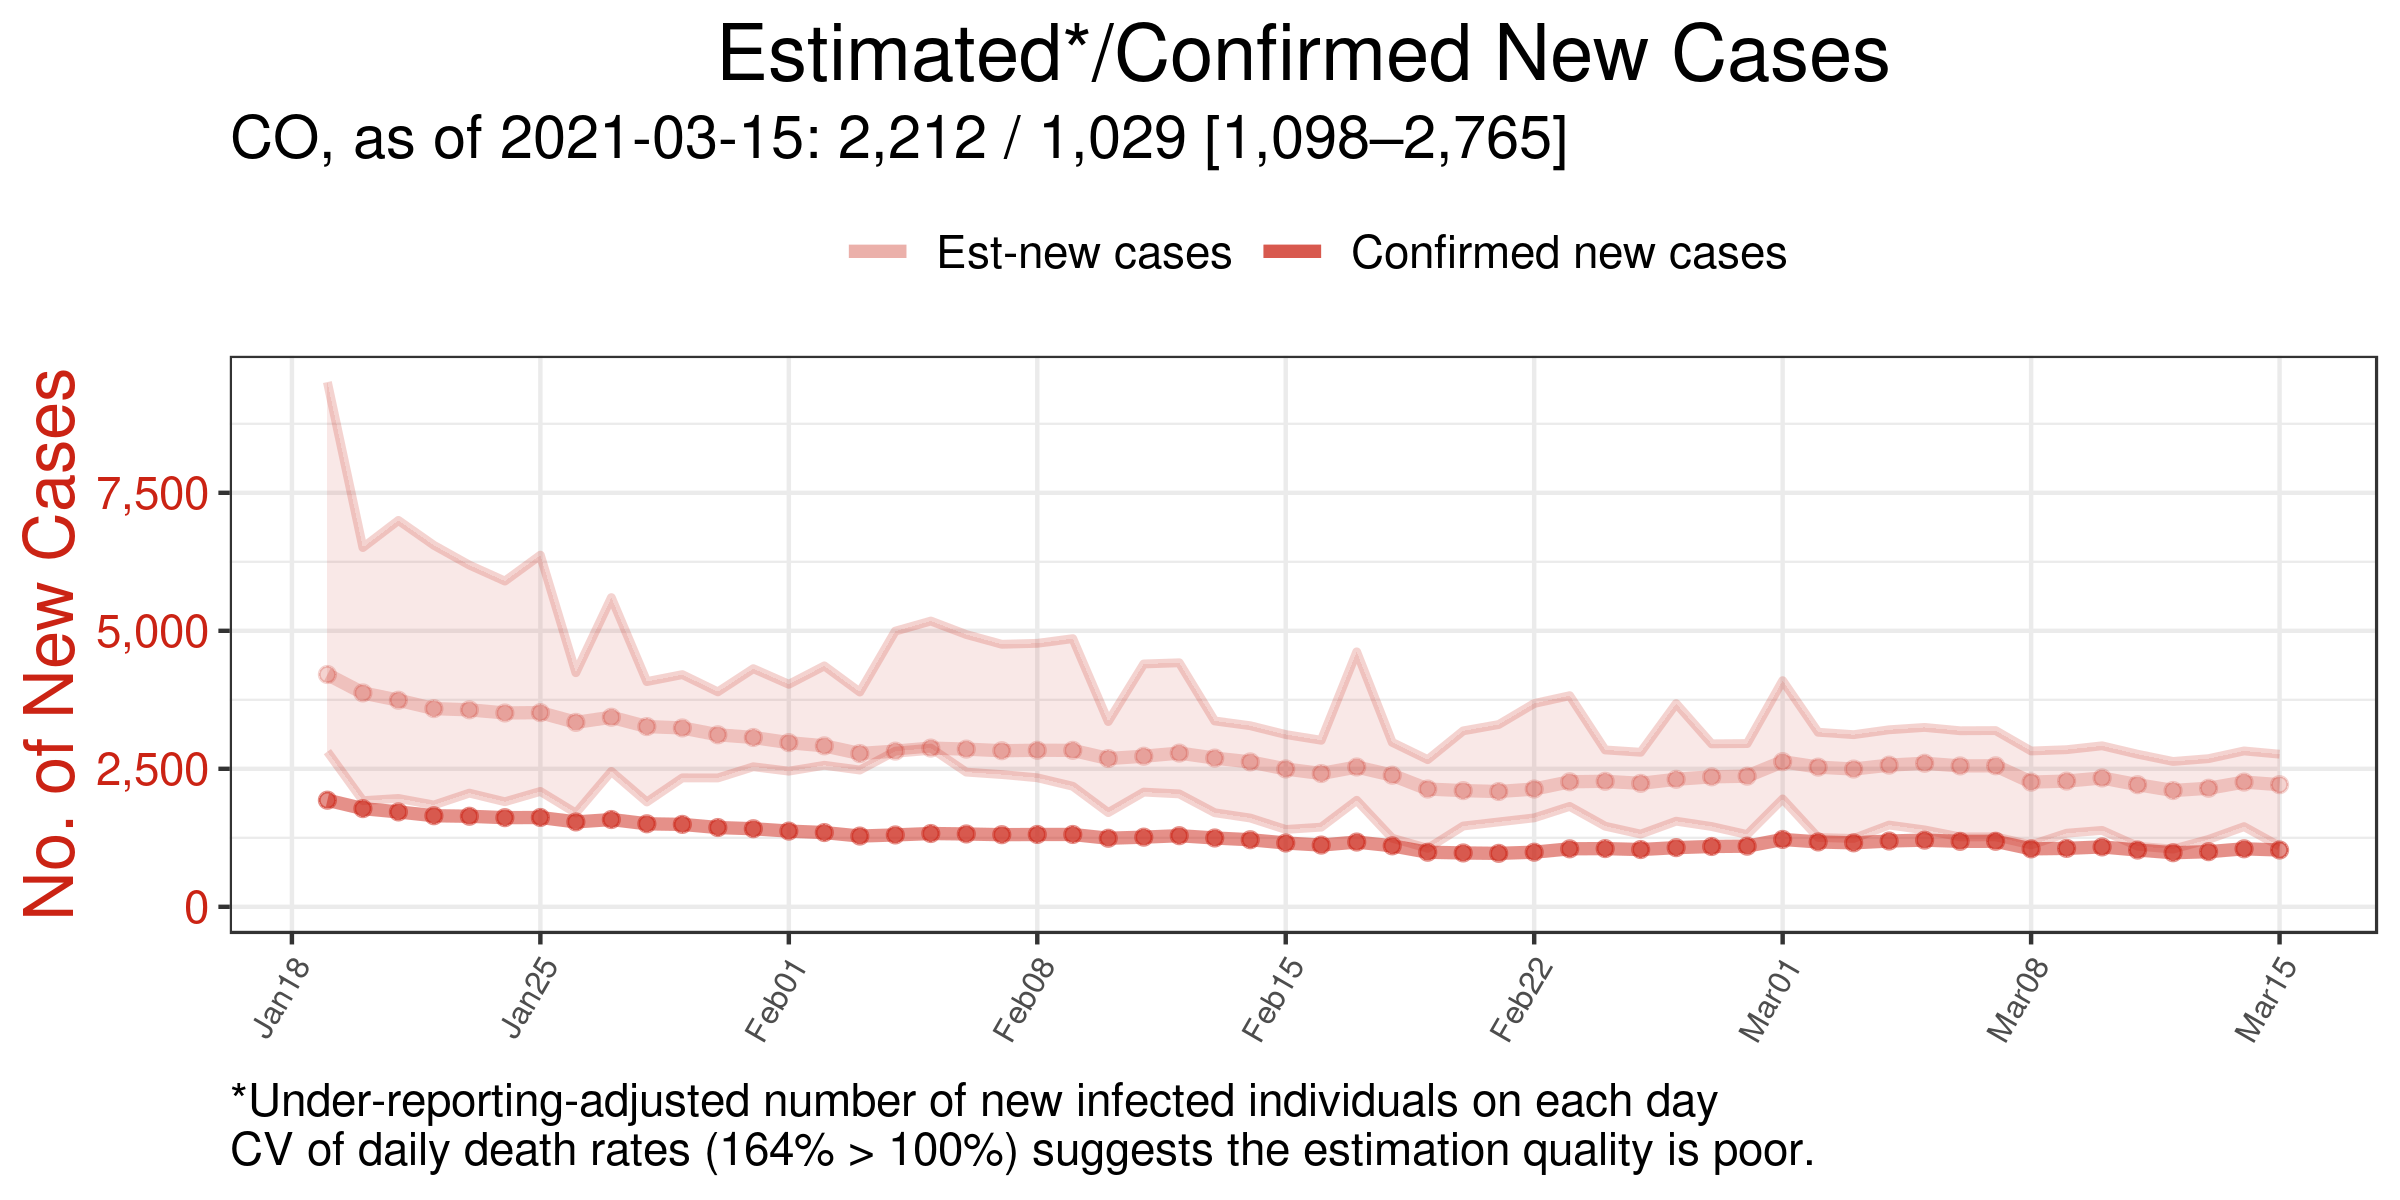 Estimated*/Confirmed New Cases
CO, as of 2021-03-15: 2,212 / 1,029 [1,098–2,765]
Est-new cases
Confirmed new cases
No. of New Cases
7,500
5,000
2,500
0
Jan18
Jan25
Feb01
Feb08
Feb15
Feb22
Mar01
Mar08
Mar15
*Under-reporting-adjusted number of new infected individuals on each day
CV of daily death rates (164% > 100%) suggests the estimation quality is poor.